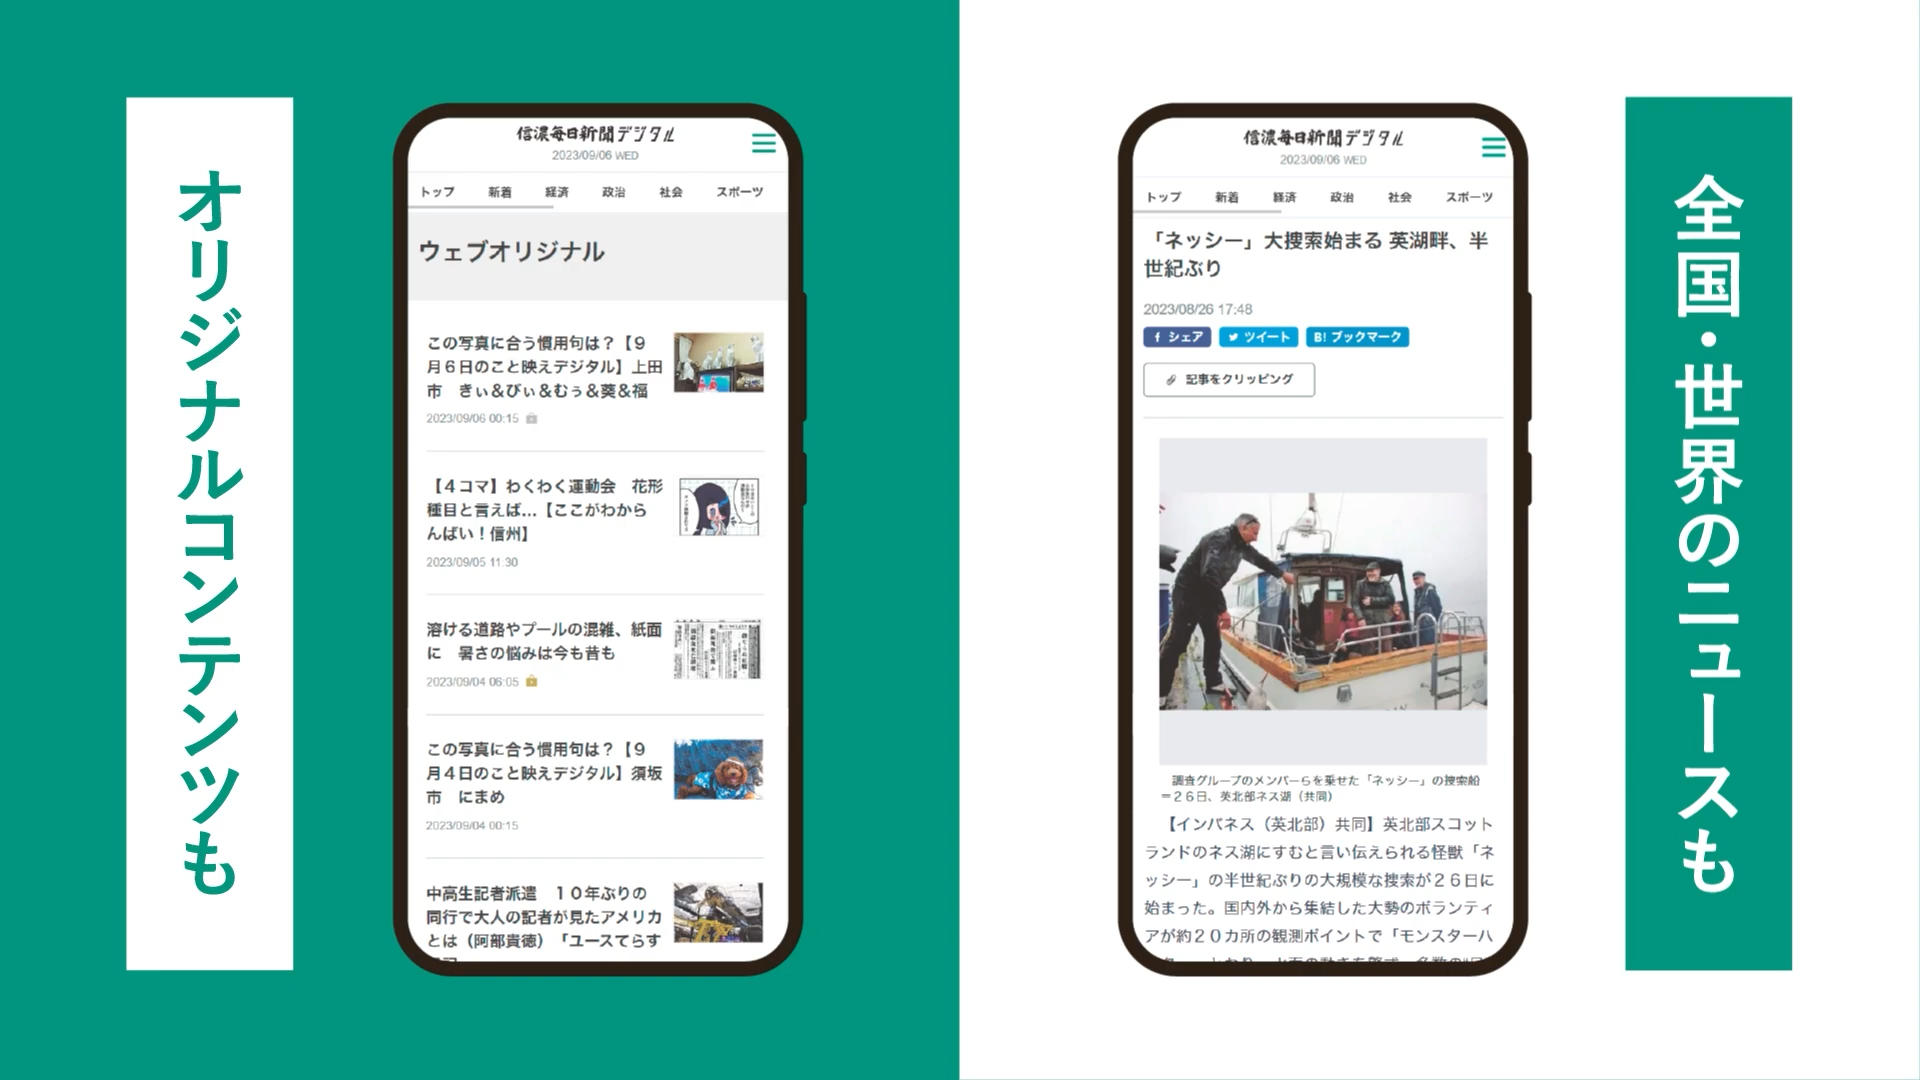 オリジナルコンテンツも
信濃毎日新聞デジタル
2023/09/06 WED
トップ 新着 経済 政治 社会 スポーツ
ウェブオリジナル
この写真に合う慣用句は？【９
月６日のこと映えデジタル】上田
市　きぃ&びぃ&むぅ&葵&福
2023/09/06 00:15
【４コマ】わくわく運動会　花形
種目と言えば…【ここがわから
んばい！信州】
2023/09/05 11:30
溶ける道路やプールの混雑、紙面
に　暑さの悩みは今も昔も
2023/09/04 06:05
この写真に合う慣用句は？【９
月４日のこと映えデジタル】須坂
市　にまめ
2023/09/04 00:15
中高生記者派遣　１０年ぶりの
同行で大人の記者が見たアメリカ
とは（阿部貴徳）「ユースてらす
信濃毎日新聞デジタル
2023/09/06 WED
トップ 新着 経済 政治 社会 スポーツ
「ネッシー」大捜索始まる 英湖畔、半
世紀ぶり
2023/08/26 17:48
f シェア ツイート B! ブックマーク
記事をクリッピング
調査グループのメンバーらを乗せた「ネッシー」の捜索船
＝２６日、英北部ネス湖（共同）
【インバネス（英北部）共同】英北部スコット
ランドのネス湖にすむと言い伝えられる怪獣「ネ
ッシー」の半世紀ぶりの大規模な捜索が２６日に
始まった。国内外から集結した大勢のボランティ
アが約２０カ所の観測ポイントで「モンスターハ
全国・世界のニュースも